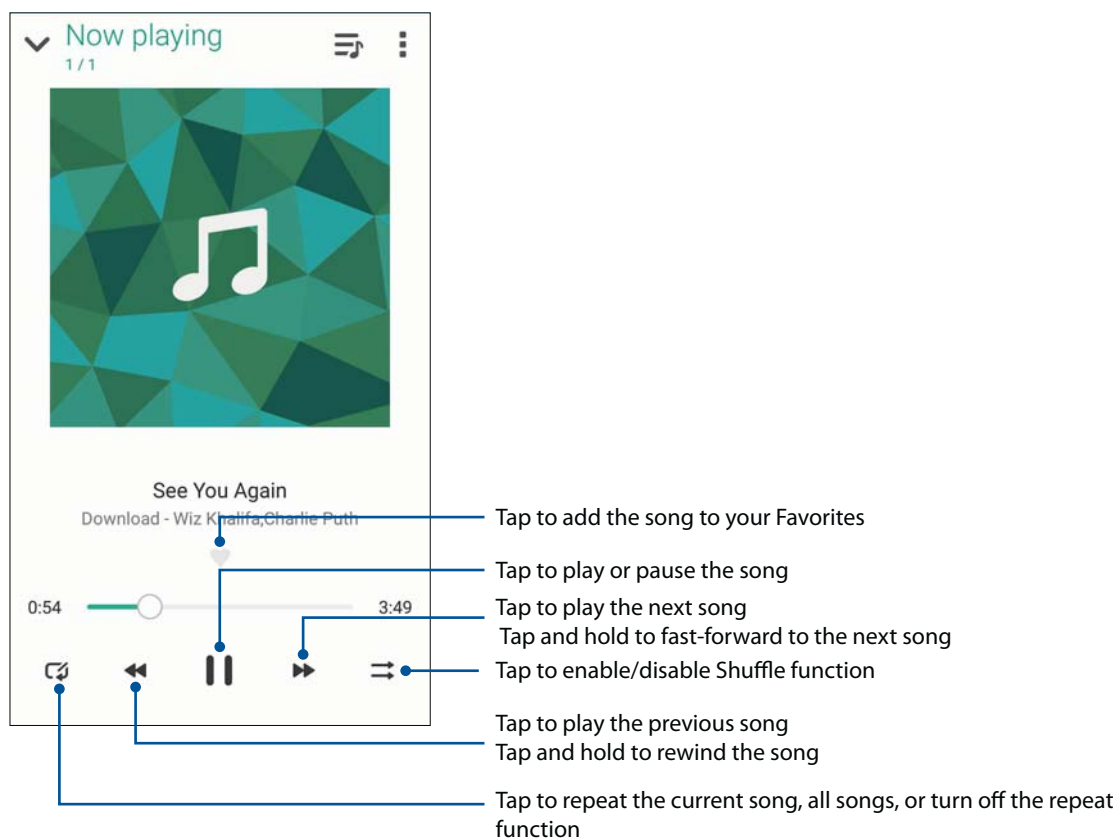 Now playing
1 / 1
See You Again
Download - Wiz Khalifa,Charlie Puth
0:54
3:49
Tap to add the song to your Favorites
Tap to play or pause the song
Tap to play the next song
Tap and hold to fast-forward to the next song
Tap to enable/disable Shuffle function
Tap to play the previous song
Tap and hold to rewind the song
Tap to repeat the current song, all songs, or turn off the repeat
function